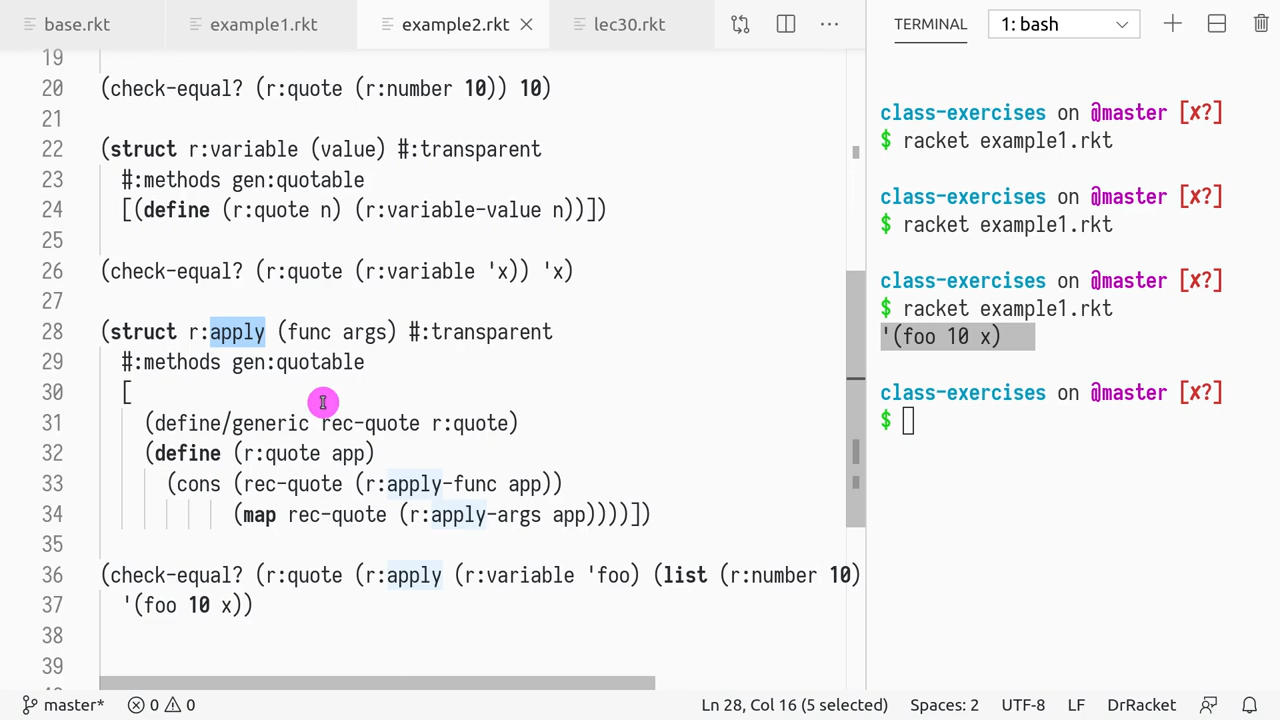 base.rkt
example1.rkt
example2.rkt
lec30.rkt
TERMINAL
1: bash
19
20 (check-equal? (r:quote (r:number 10)) 10)
21
22 (struct r:variable (value) #:transparent
23 #:methods gen:quotable
24 [(define (r:quote n) (r:variable-value n))])
25
26 (check-equal? (r:quote (r:variable 'x)) 'x)
27
28 (struct r:apply (func args) #:transparent
29 #:methods gen:quotable
30 [
31 (define/generic rec-quote r:quote)
32 (define (r:quote app)
33 (cons (rec-quote (r:apply-func app))
34 (map rec-quote (r:apply-args app))))])
35
36 (check-equal? (r:quote (r:apply (r:variable 'foo) (list (r:number 10)
37 '(foo 10 x))
38
39
class-exercises on @master [✗?]
$ racket example1.rkt
class-exercises on @master [✗?]
$ racket example1.rkt
class-exercises on @master [✗?]
$ racket example1.rkt
'(foo 10 x)
class-exercises on @master [✗?]
$
master* 0 0 Ln 28, Col 16 (5 selected) Spaces: 2 UTF-8 LF DrRacket